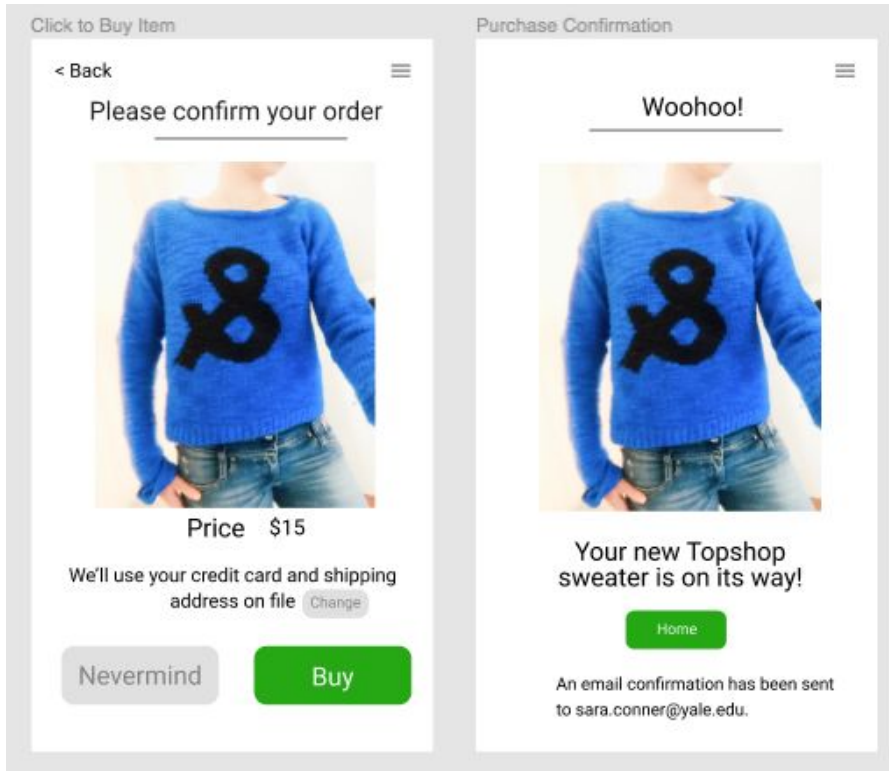 Click to Buy Item
< Back
Please confirm your order
Price $15
We'll use your credit card and shipping
address on file Change
Nevermind Buy
Purchase Confirmation
Woohoo!
Your new Topshop
sweater is on its way!
Home
An email confirmation has been sent
to sara.conner@yale.edu.